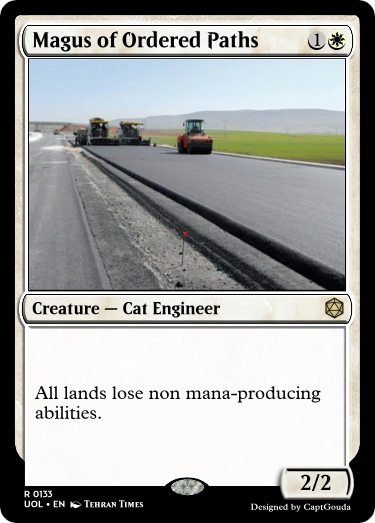 Magus of Ordered Paths 1
Creature — Cat Engineer
All lands lose non mana-producing
abilities.
2/2
R 0133
UOL • EN TEHRAN TIMES
Designed by CaptGouda